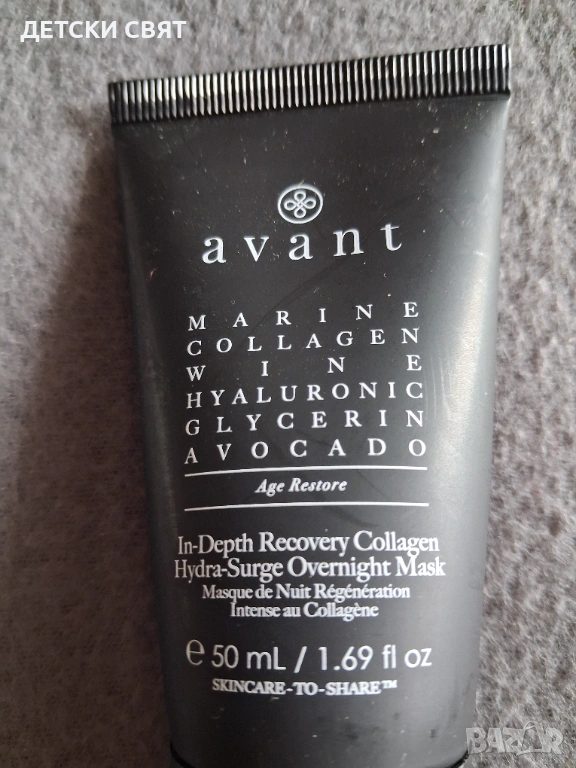 ДЕТСКИ СВЯТ
avant
MARINE
COLLAGEN
WINE
HYALURONIC
GLYCERIN
AVOCADO
Age Restore
In-Depth Recovery Collagen
Hydra-Surge Overnight Mask
Masque de Nuit Régénération
Intense au Collagène
℮ 50 mL / 1.69 fl oz
SKINCARE-TO-SHARE™
BAZAR